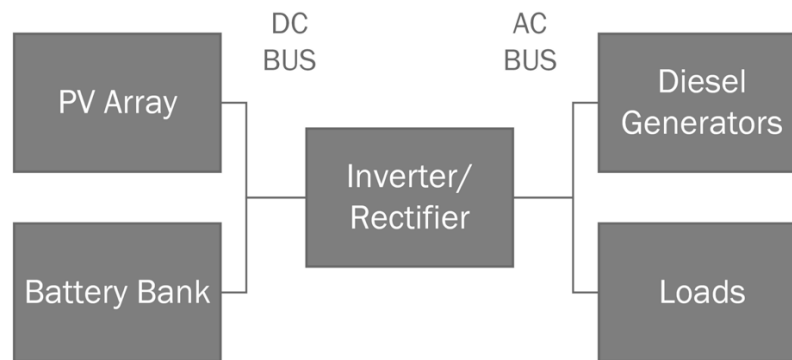 DC
BUS
AC
BUS
PV Array
Diesel
Generators
Inverter/
Rectifier
Battery Bank
Loads